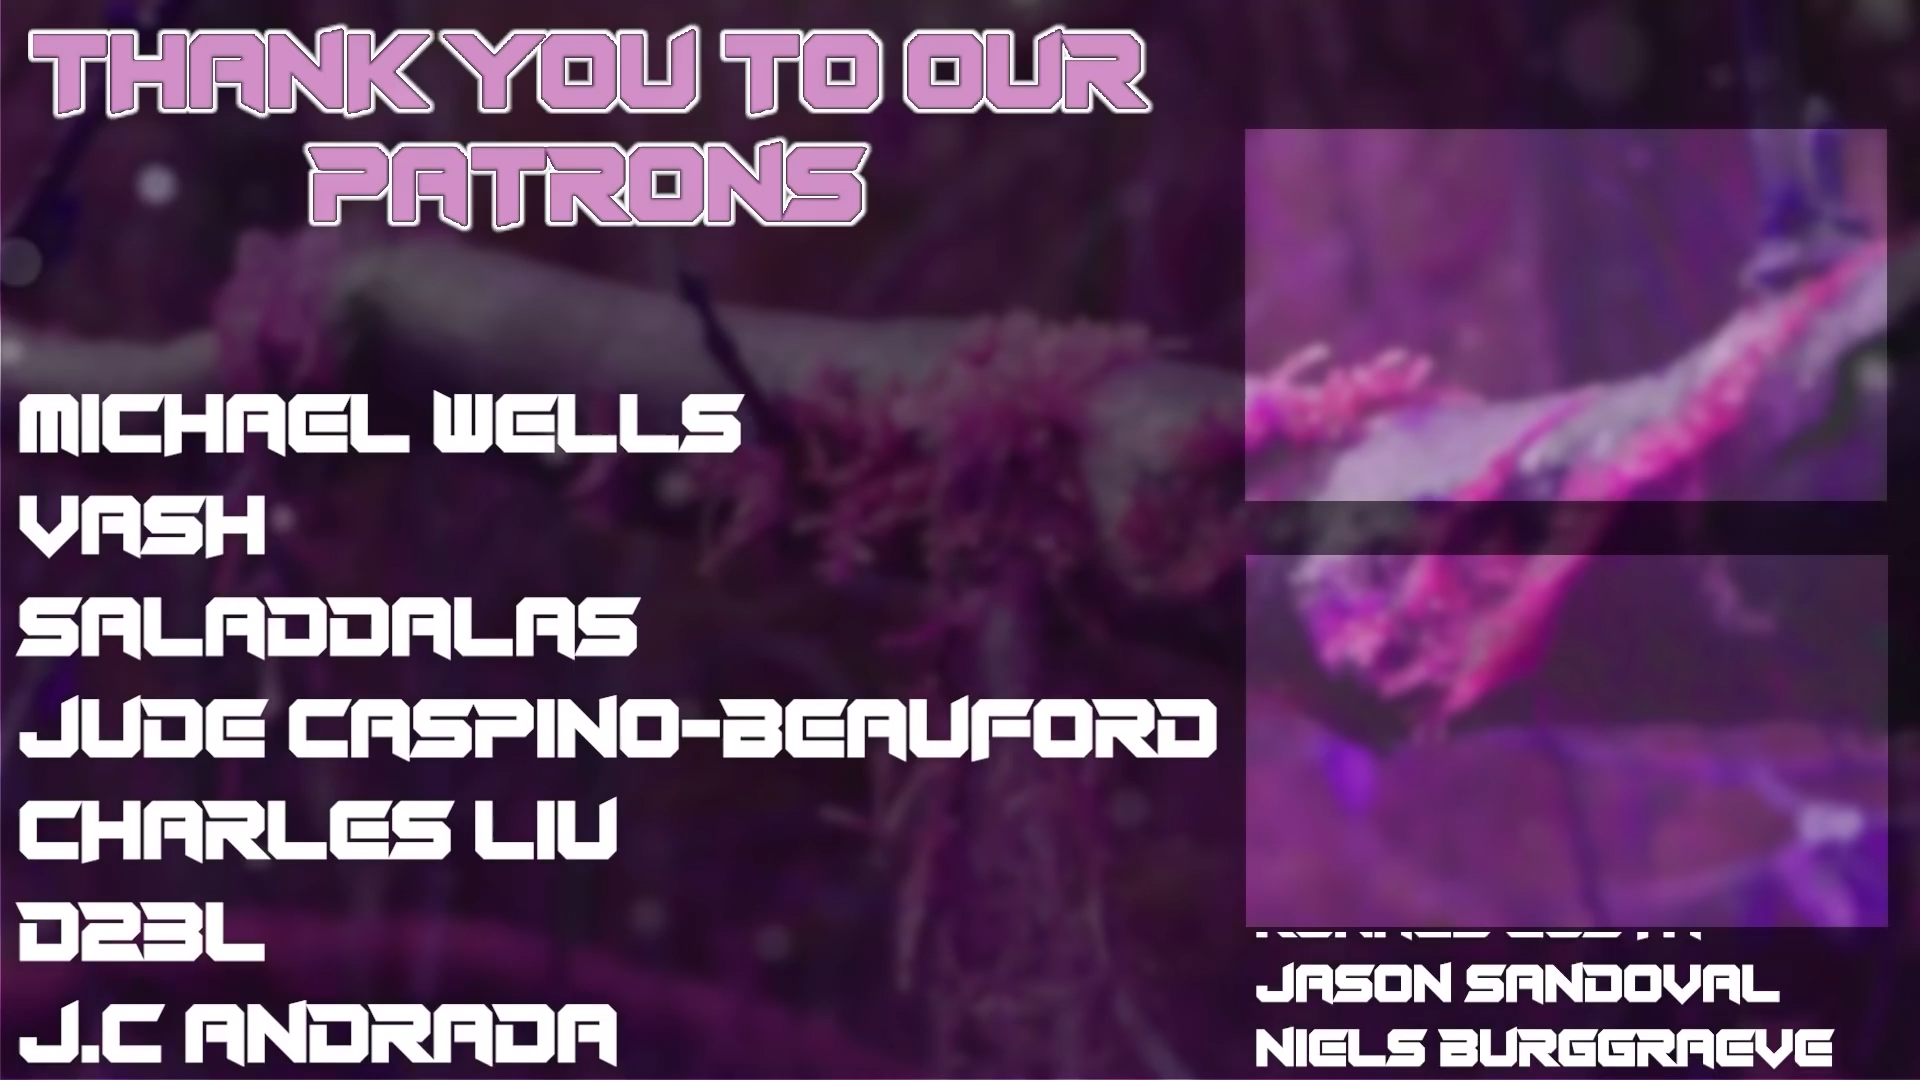 THANK YOU TO OUR
PATRONS
MICHAEL WELLS
VASH
SALADDALAS
JUDE CASPINO-BEAUFORD
CHARLES LIU
D23L
J.C ANDRADA
JASON SANDOVAL
NIELS BURGGRAEVE